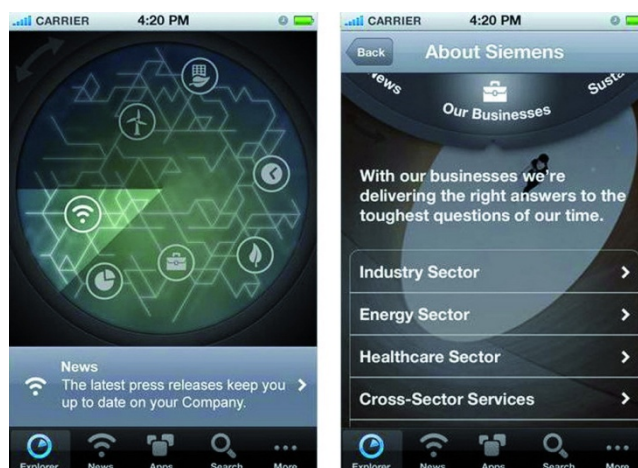 CARRIER 4:20 PM
News
The latest press releases keep you
up to date on your Company.
Explorer News Apps Search More
CARRIER 4:20 PM
Back About Siemens
News Our Businesses Susta
With our businesses we're
delivering the right answers to the
toughest questions of our time.
Industry Sector
Energy Sector
Healthcare Sector
Cross-Sector Services
Explorer News Apps Search More